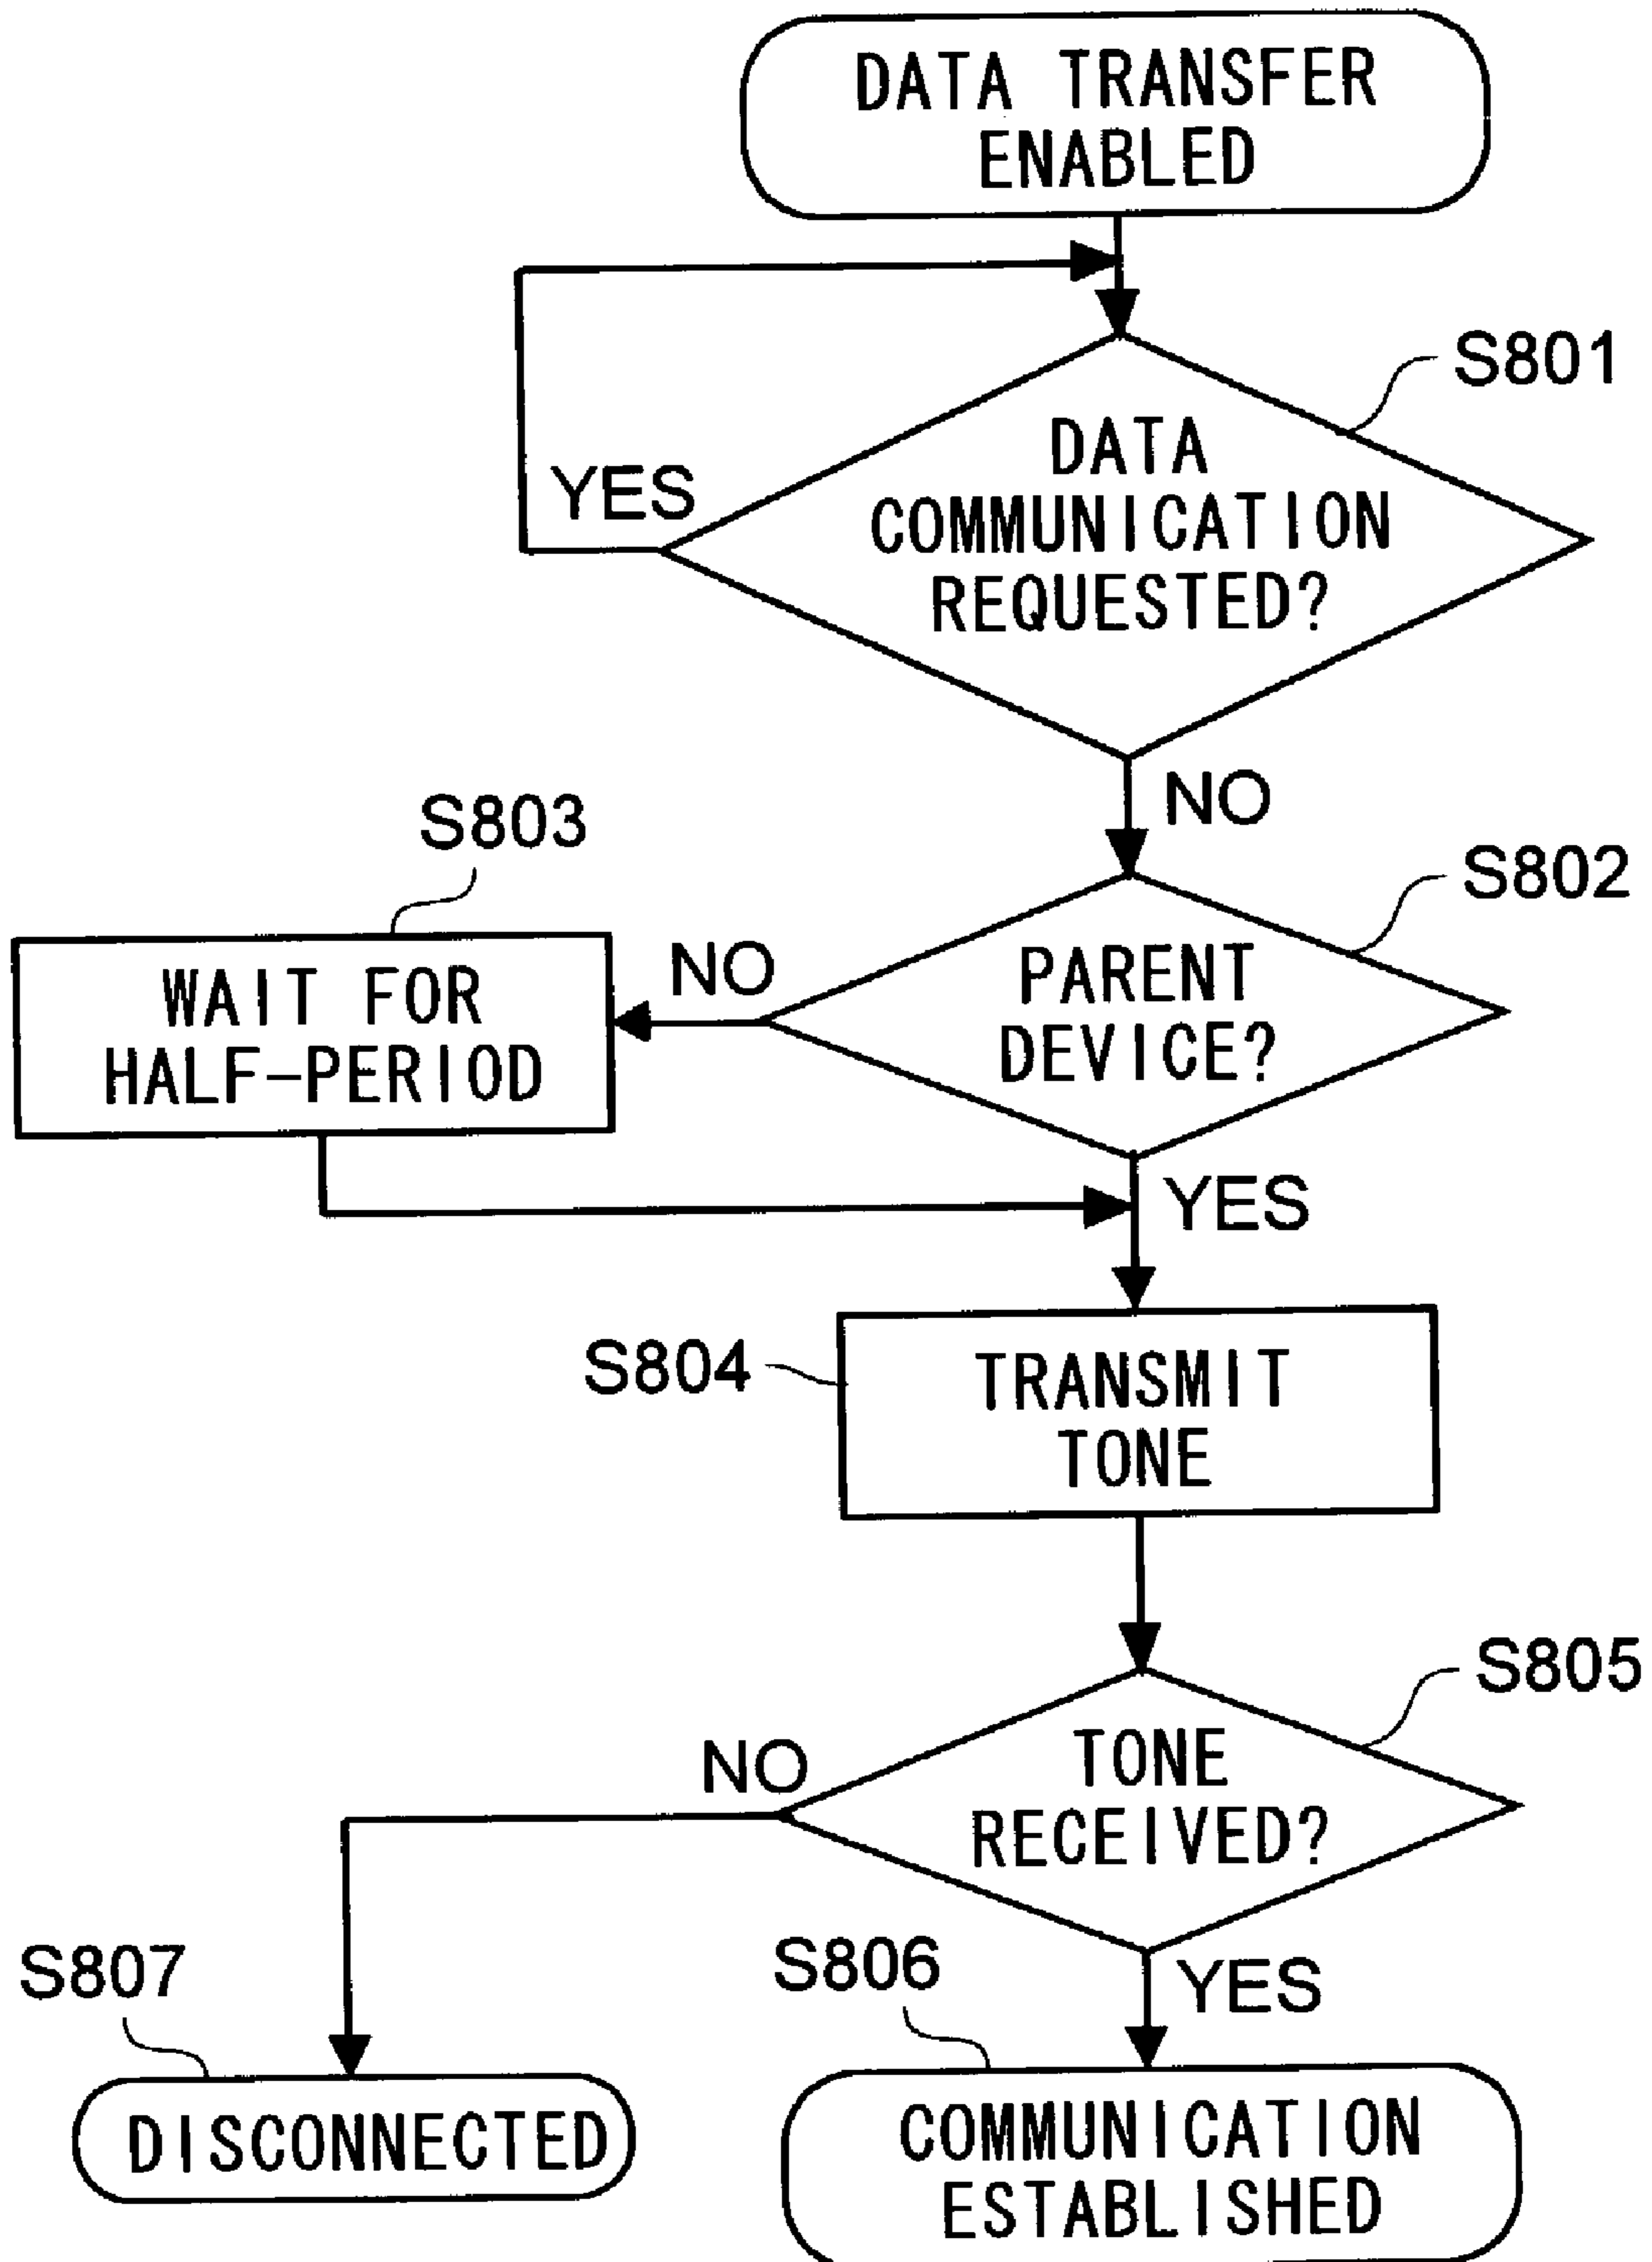 DATA TRANSFER
ENABLED
S801
DATA
COMMUNICATION
REQUESTED?
YES
NO
S803
S802
WAIT FOR
HALF-PERIOD
NO
PARENT
DEVICE?
YES
S804
TRANSMIT
TONE
S805
TONE
RECEIVED?
NO
S807
S806
YES
DISCONNECTED
COMMUNICATION
ESTABLISHED